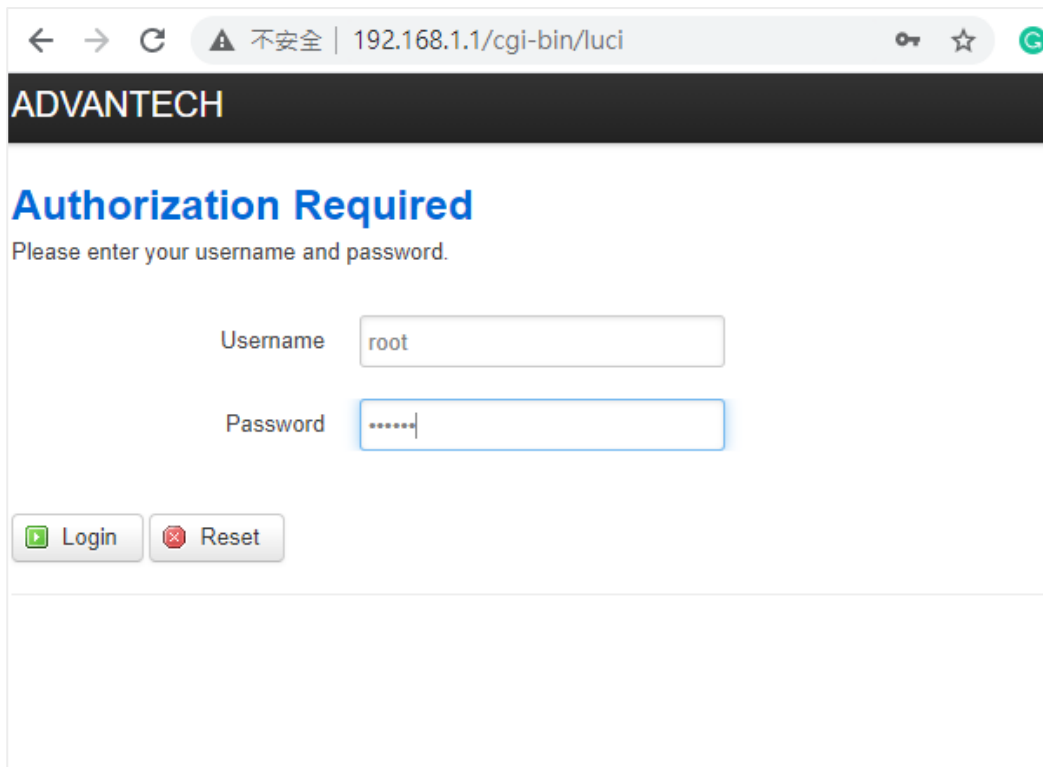 不安全 | 192.168.1.1/cgi-bin/luci
ADVANTECH
Authorization Required
Please enter your username and password.
Username root
Password ••••••
Login Reset